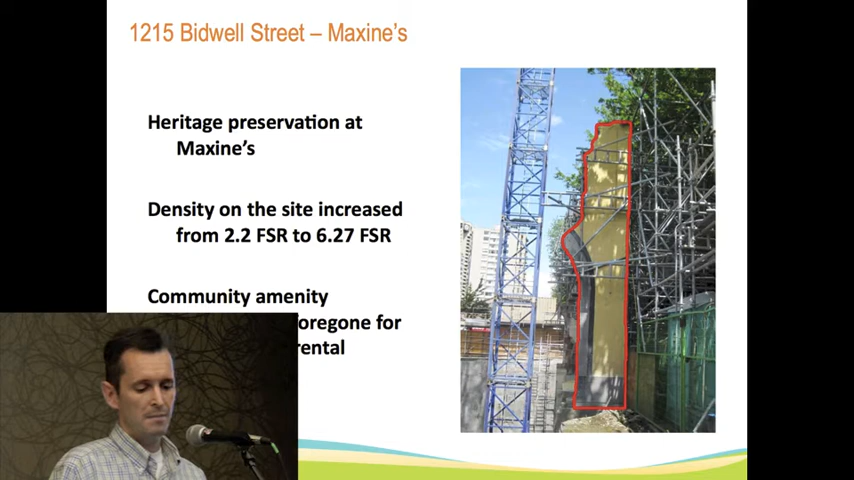 1215 Bidwell Street – Maxine's
Heritage preservation at
Maxine's
Density on the site increased
from 2.2 FSR to 6.27 FSR
Community amenity
oregone for
rental